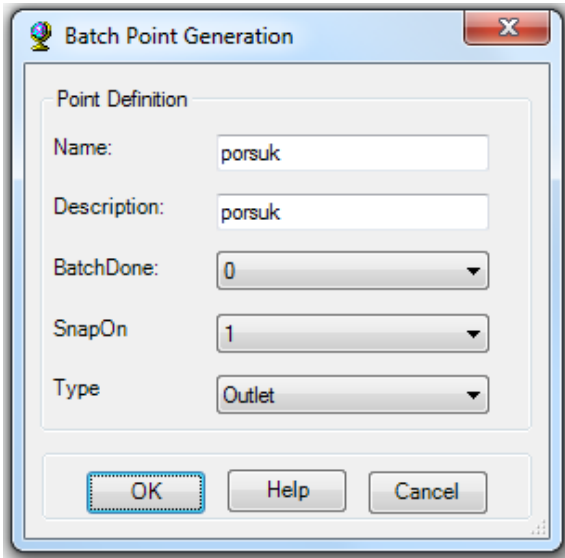 Batch Point Generation
Point Definition
Name: porsuk
Description: porsuk
BatchDone: 0
SnapOn 1
Type Outlet
OK Help Cancel